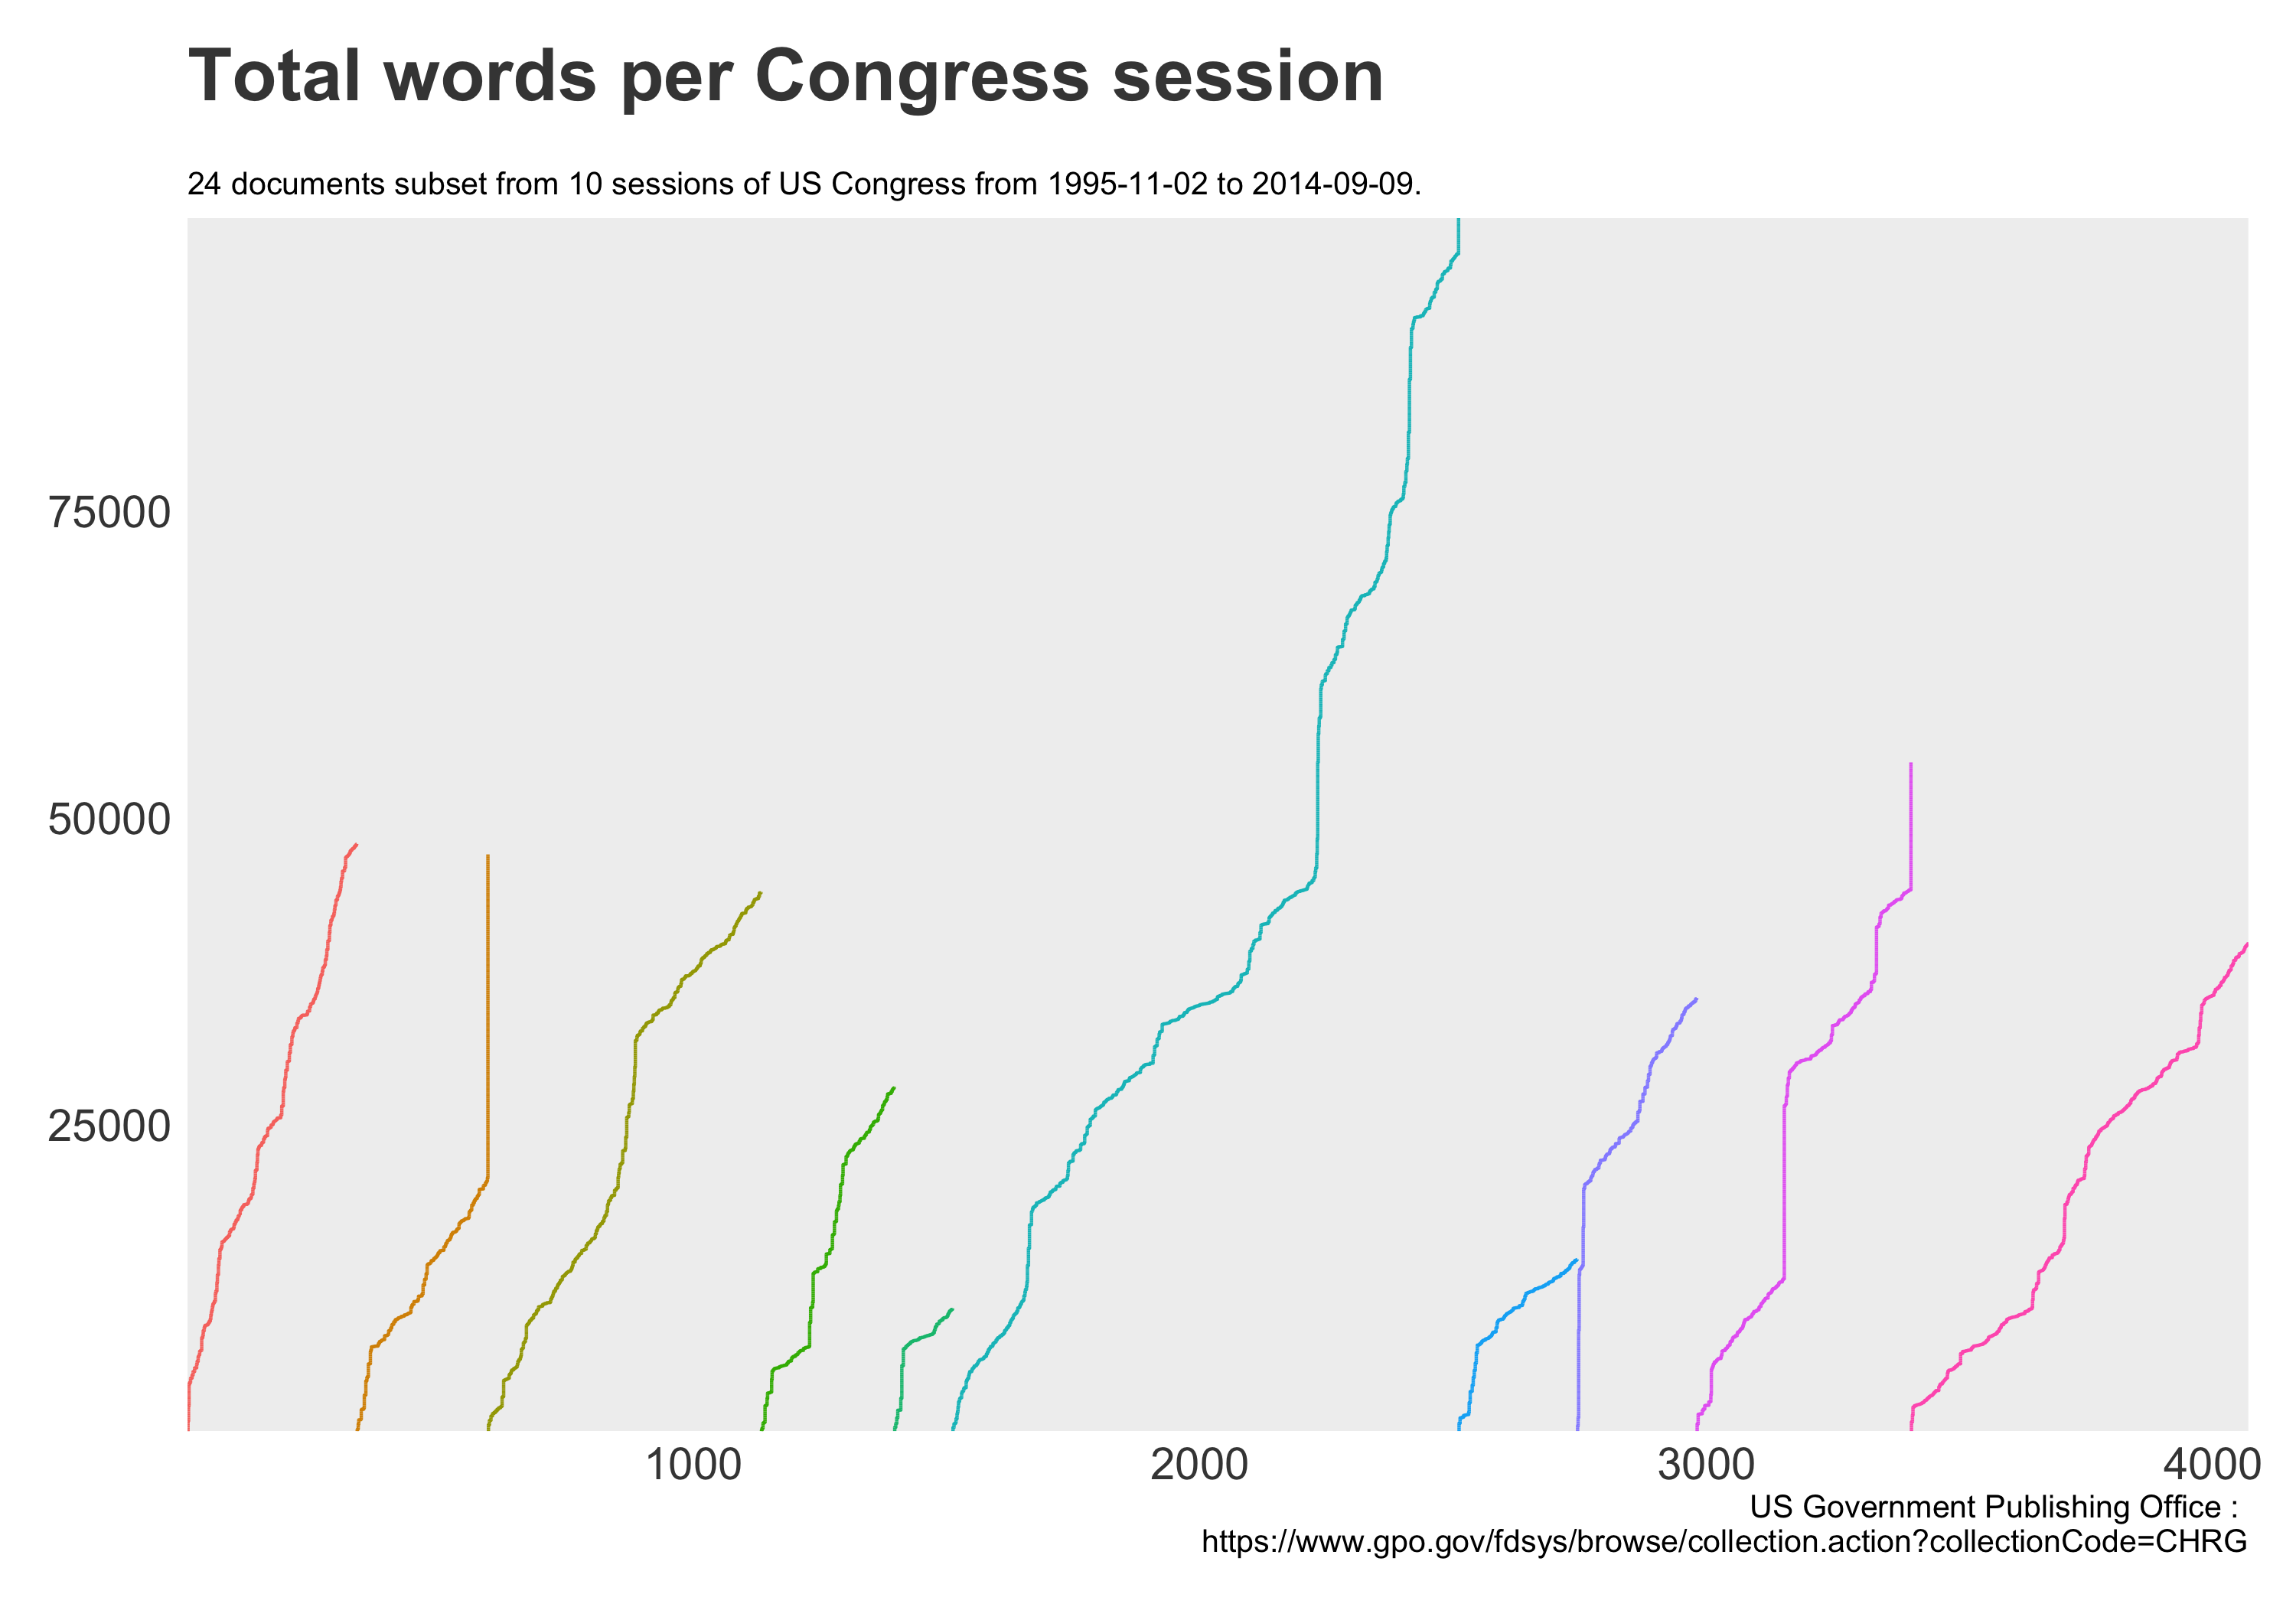 Total words per Congress session
24 documents subset from 10 sessions of US Congress from 1995-11-02 to 2014-09-09.
75000
50000
25000
1000 2000 3000 4000
US Government Publishing Office :
https://www.gpo.gov/fdsys/browse/collection.action?collectionCode=CHRG